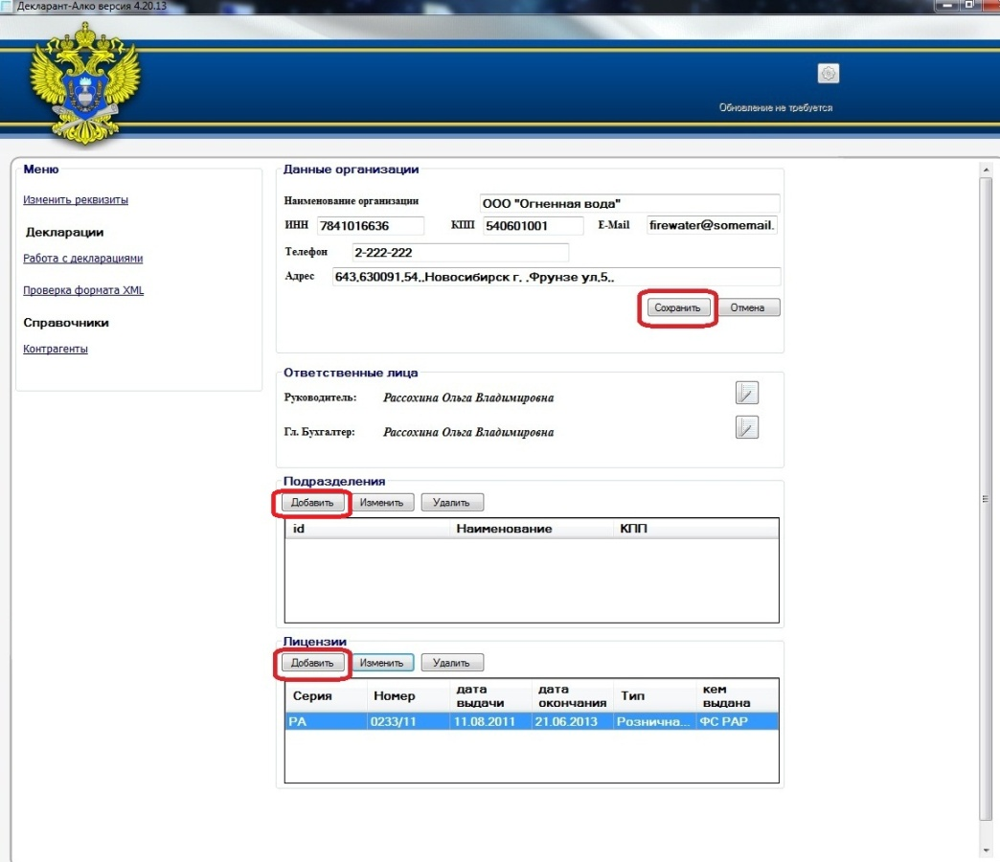 Декларант-Алко версия 4.20.13
Обновление не требуется
Меню
Изменить реквизиты
Декларации
Работа с декларациями
Проверка формата XML
Справочники
Контрагенты
Данные организации
Наименование организации ООО "Огненная вода"
ИНН 7841016636 КПП 540601001 E-Mail firewater@somemail.
Телефон 2-222-222
Адрес 643,630091,54,,Новосибирск г, ,Фрунзе ул,5,,
Сохранить Отмена
Ответственные лица
Руководитель: Рассохина Ольга Владимировна
Гл. Бухгалтер: Рассохина Ольга Владимировна
Подразделения
Добавить Изменить Удалить
id Наименование КПП
Лицензии
Добавить Изменить Удалить
Серия Номер дата выдачи дата окончания Тип кем выдана
РА 0233/11 11.08.2011 21.06.2013 Рознична... ФС РАР